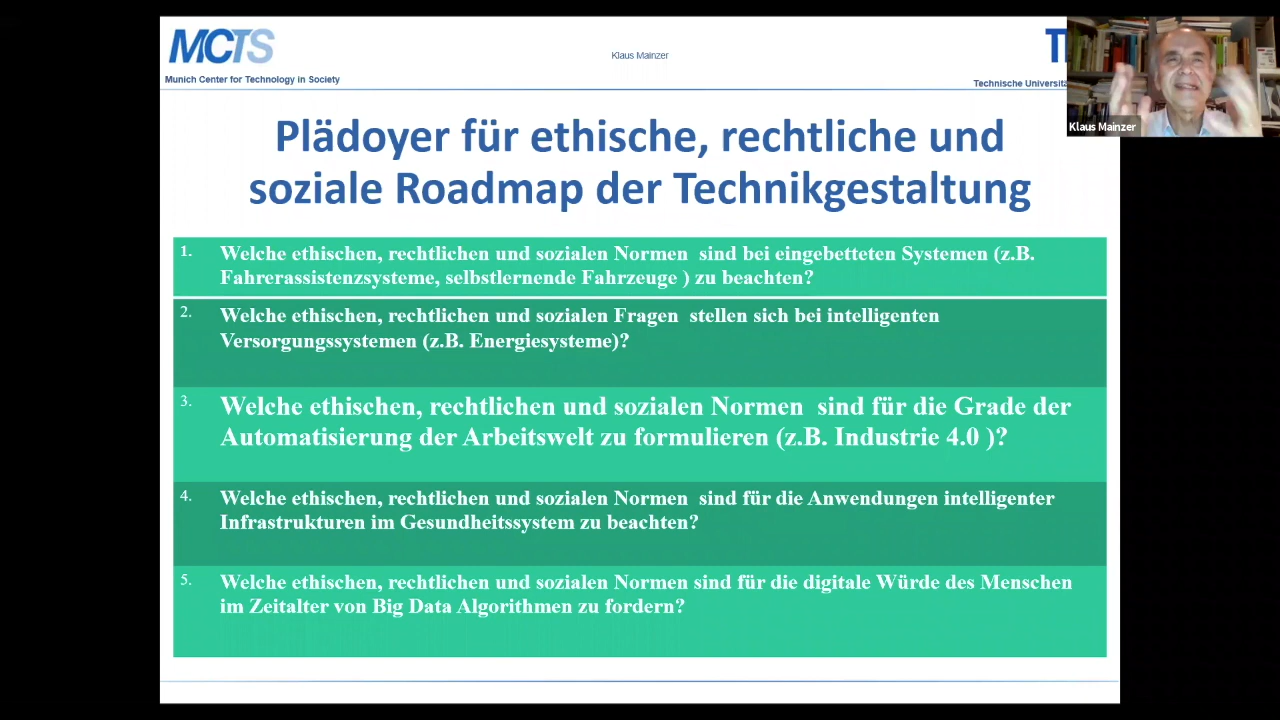 MCTS
Munich Center for Technology in Society
Klaus Mainzer
Klaus Mainzer
Plädoyer für ethische, rechtliche und
soziale Roadmap der Technikgestaltung
1. Welche ethischen, rechtlichen und sozialen Normen sind bei eingebetteten Systemen (z.B.
Fahrerassistenzsysteme, selbstlernende Fahrzeuge ) zu beachten?
2. Welche ethischen, rechtlichen und sozialen Fragen stellen sich bei intelligenten
Versorgungssystemen (z.B. Energiesysteme)?
3. Welche ethischen, rechtlichen und sozialen Normen sind für die Grade der
Automatisierung der Arbeitswelt zu formulieren (z.B. Industrie 4.0 )?
4. Welche ethischen, rechtlichen und sozialen Normen sind für die Anwendungen intelligenter
Infrastrukturen im Gesundheitssystem zu beachten?
5. Welche ethischen, rechtlichen und sozialen Normen sind für die digitale Würde des Menschen
im Zeitalter von Big Data Algorithmen zu fordern?